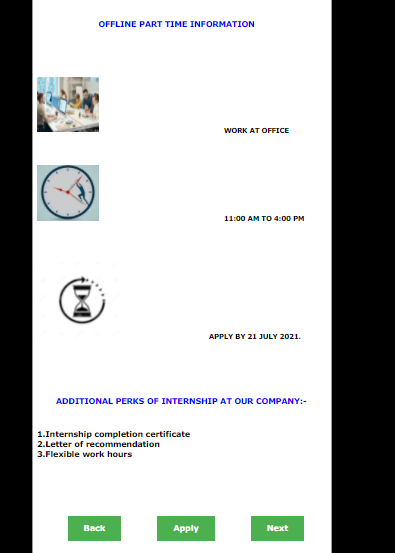 OFFLINE PART TIME INFORMATION
WORK AT OFFICE
11:00 AM TO 4:00 PM
APPLY BY 21 JULY 2021.
ADDITIONAL PERKS OF INTERNSHIP AT OUR COMPANY:-
1.Internship completion certificate
2.Letter of recommendation
3.Flexible work hours
Back Apply Next